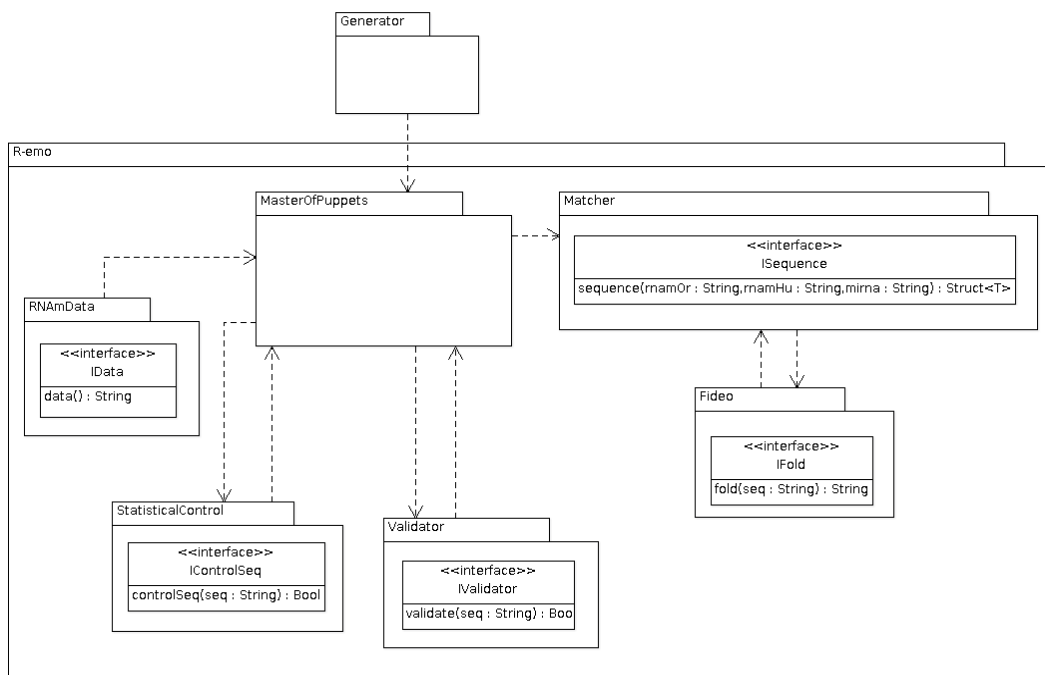 Generator
R-emo
MasterOfPuppets
Matcher
<<interface>>
ISequence
sequence(rnamOr : String,rnamHu : String,mirna : String) : Struct<T>
RNAmData
<<interface>>
IData
data() : String
Fideo
<<interface>>
IFold
fold(seq : String) : String
StatisticalControl
<<interface>>
IControlSeq
controlSeq(seq : String) : Bool
Validator
<<interface>>
IValidator
validate(seq : String) : Boo